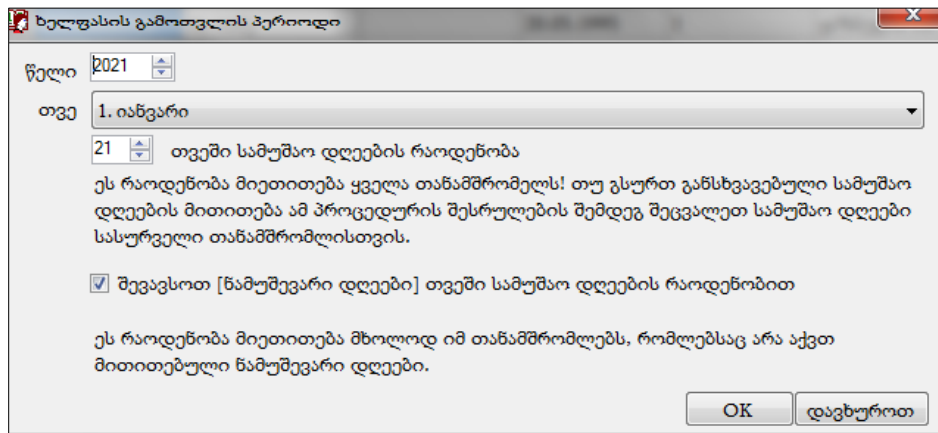 ხელფასის გამოთვლის პერიოდი
წელი 2021
თვე 1. იანვარი
21 თვეში სამუშაო დღეების რაოდენობა
ეს რაოდენობა მიეთითება ყველა თანამშრომელს! თუ გსურთ განსხვავებული სამუშაო
დღეების მითითება ამ პროცედურის შესრულების შემდეგ შეცვალეთ სამუშაო დღეები
სასურველი თანამშრომლისთვის.
შევავსოთ [ნამუშევარი დღეები] თვეში სამუშაო დღეების რაოდენობით
ეს რაოდენობა მიეთითება მხოლოდ იმ თანამშრომლებს, რომლებსაც არა აქვთ
მითითებული ნამუშევარი დღეები.
OK დავხუროთ